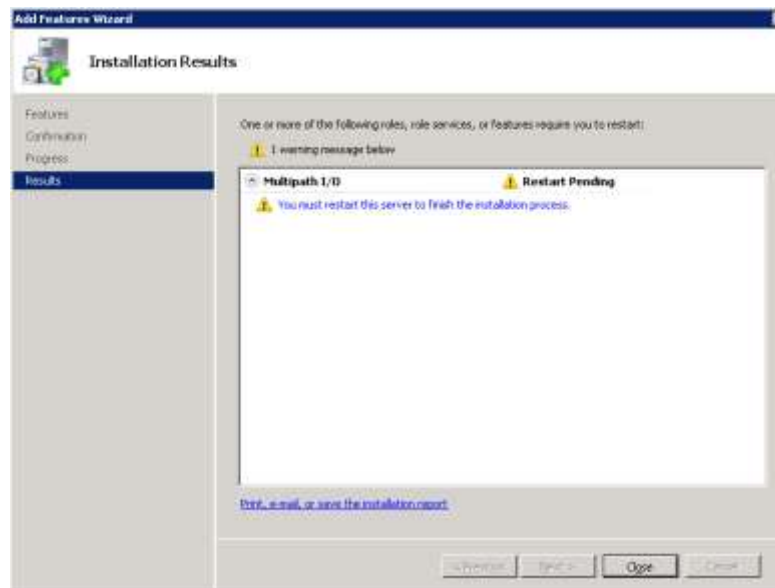 Add Features Wizard
Installation Results
Features
Confirmation
Progress
Results
One or more of the following roles, role services, or features require you to restart:
1 warning message below
Multipath I/O
Restart Pending
You must restart this server to finish the installation process.
Print, e-mail, or save the installation report
< Previous
Next >
Close
Cancel